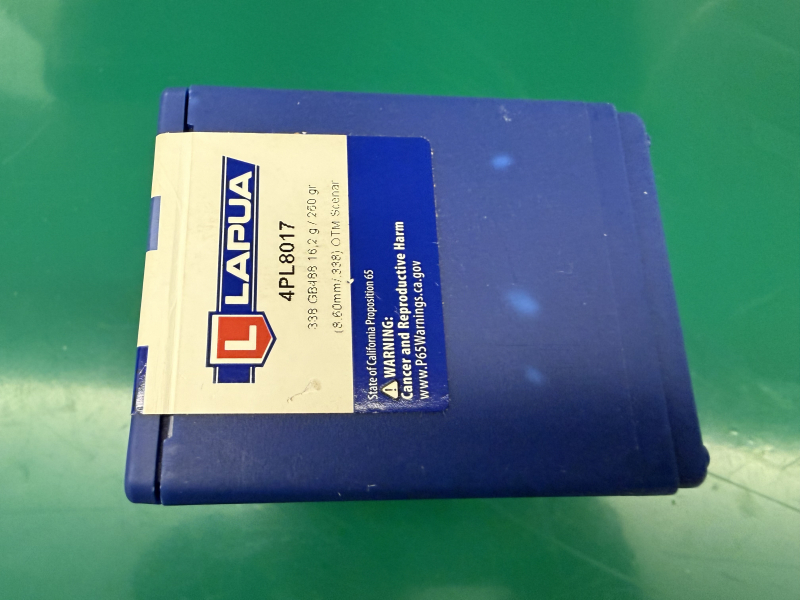 L LAPUA
4PL8017
.338 GB488 16,2 g / 250 gr
(8.60mm/.338) OTM Scenar
State of California Proposition 65
WARNING:
Cancer and Reproductive Harm
www.P65Warnings.ca.gov